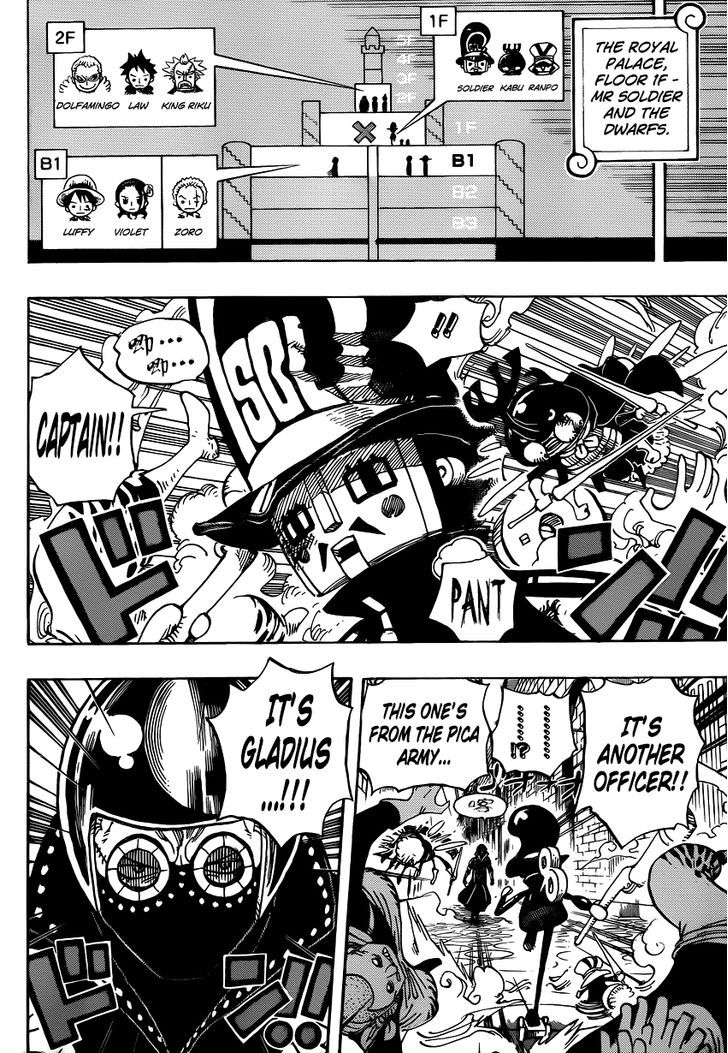 THE ROYAL
PALACE,
FLOOR 1F -
MR SOLDIER
AND THE
DWARFS.
1F
SOLDIER KABU RANPO
5F
4F
3F
2F
1F
B1
B2
B3
2F
DOLFAMINGO LAW KING RIKU
B1
LUFFY VIOLET ZORO
!!
CAPTAIN!!
PANT
IT'S
ANOTHER
OFFICER!!
!?
THIS ONE'S
FROM THE PICA
ARMY...
IT'S
GLADIUS
....!!!